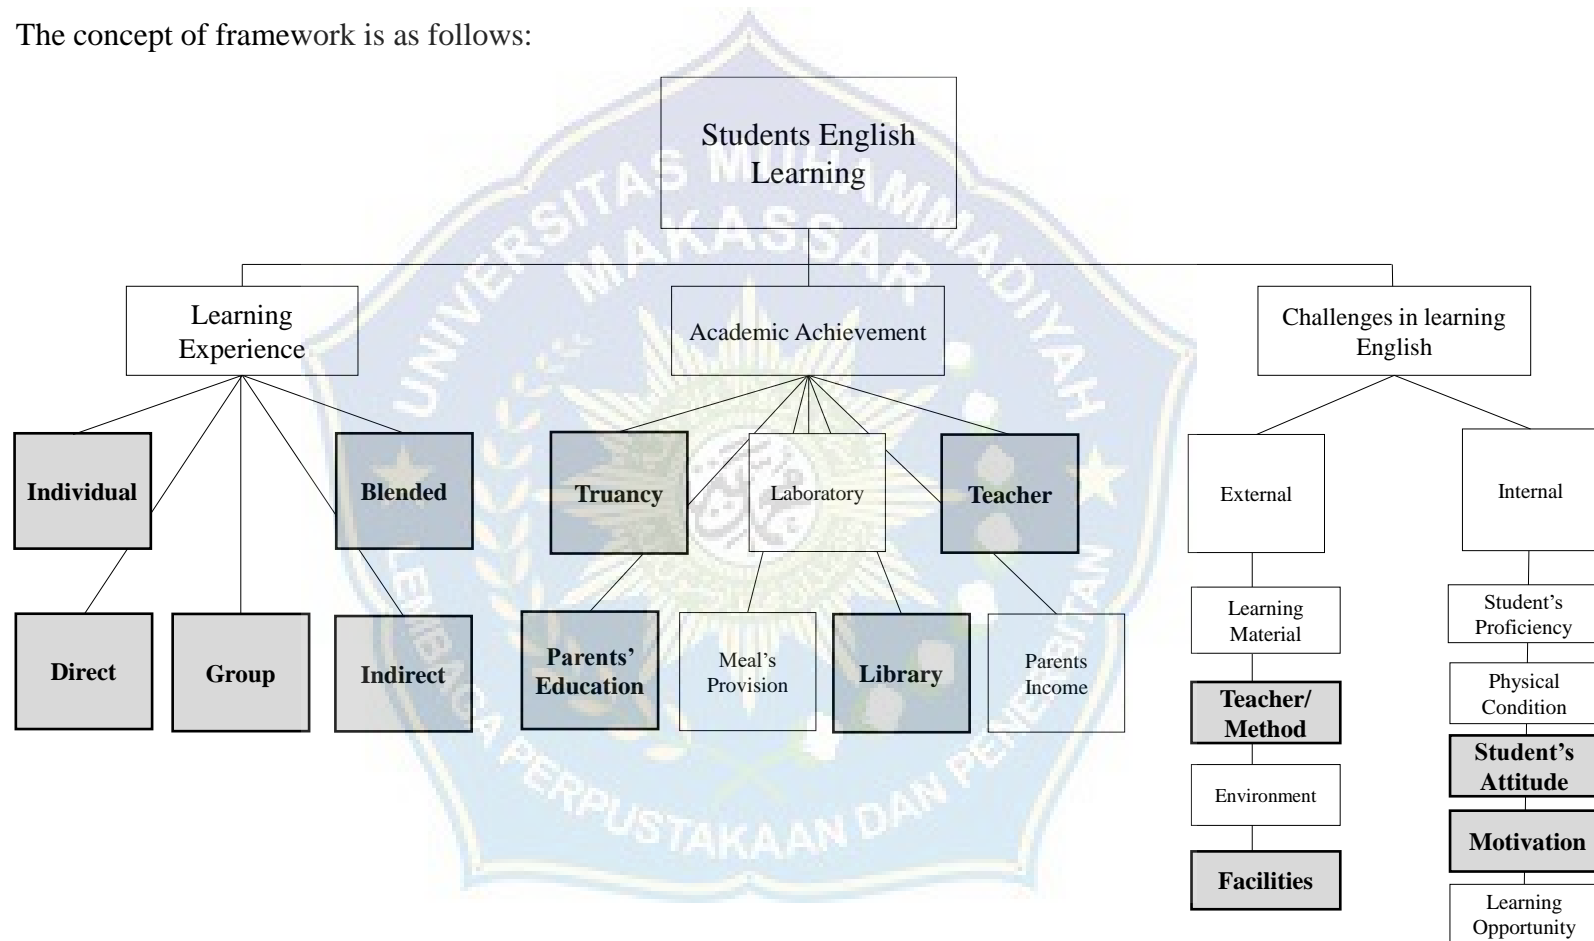 The concept of framework is as follows:
Students English
Learning
Learning
Experience
Academic Achievement
Challenges in learning
English
Individual
Blended
Truancy
Laboratory
Teacher
External
Internal
Direct
Group
Indirect
Parents’
Education
Meal’s
Provision
Library
Parents
Income
Learning
Material
Teacher/
Method
Environment
Facilities
Student’s
Proficiency
Physical
Condition
Student’s
Attitude
Motivation
Learning
Opportunity
UNIVERSITAS MUHAMMADIYAH
MAKASSAR
LEMBAGA PERPUSTAKAAN DAN PENERBITAN